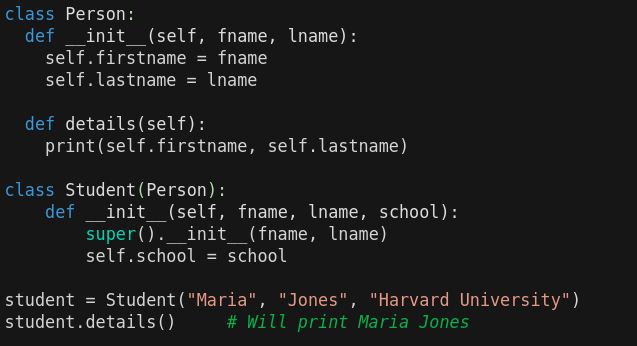 class Person:
  def __init__(self, fname, lname):
    self.firstname = fname
    self.lastname = lname

  def details(self):
    print(self.firstname, self.lastname)

class Student(Person):
    def __init__(self, fname, lname, school):
        super().__init__(fname, lname)
        self.school = school

student = Student("Maria", "Jones", "Harvard University")
student.details()     # Will print Maria Jones